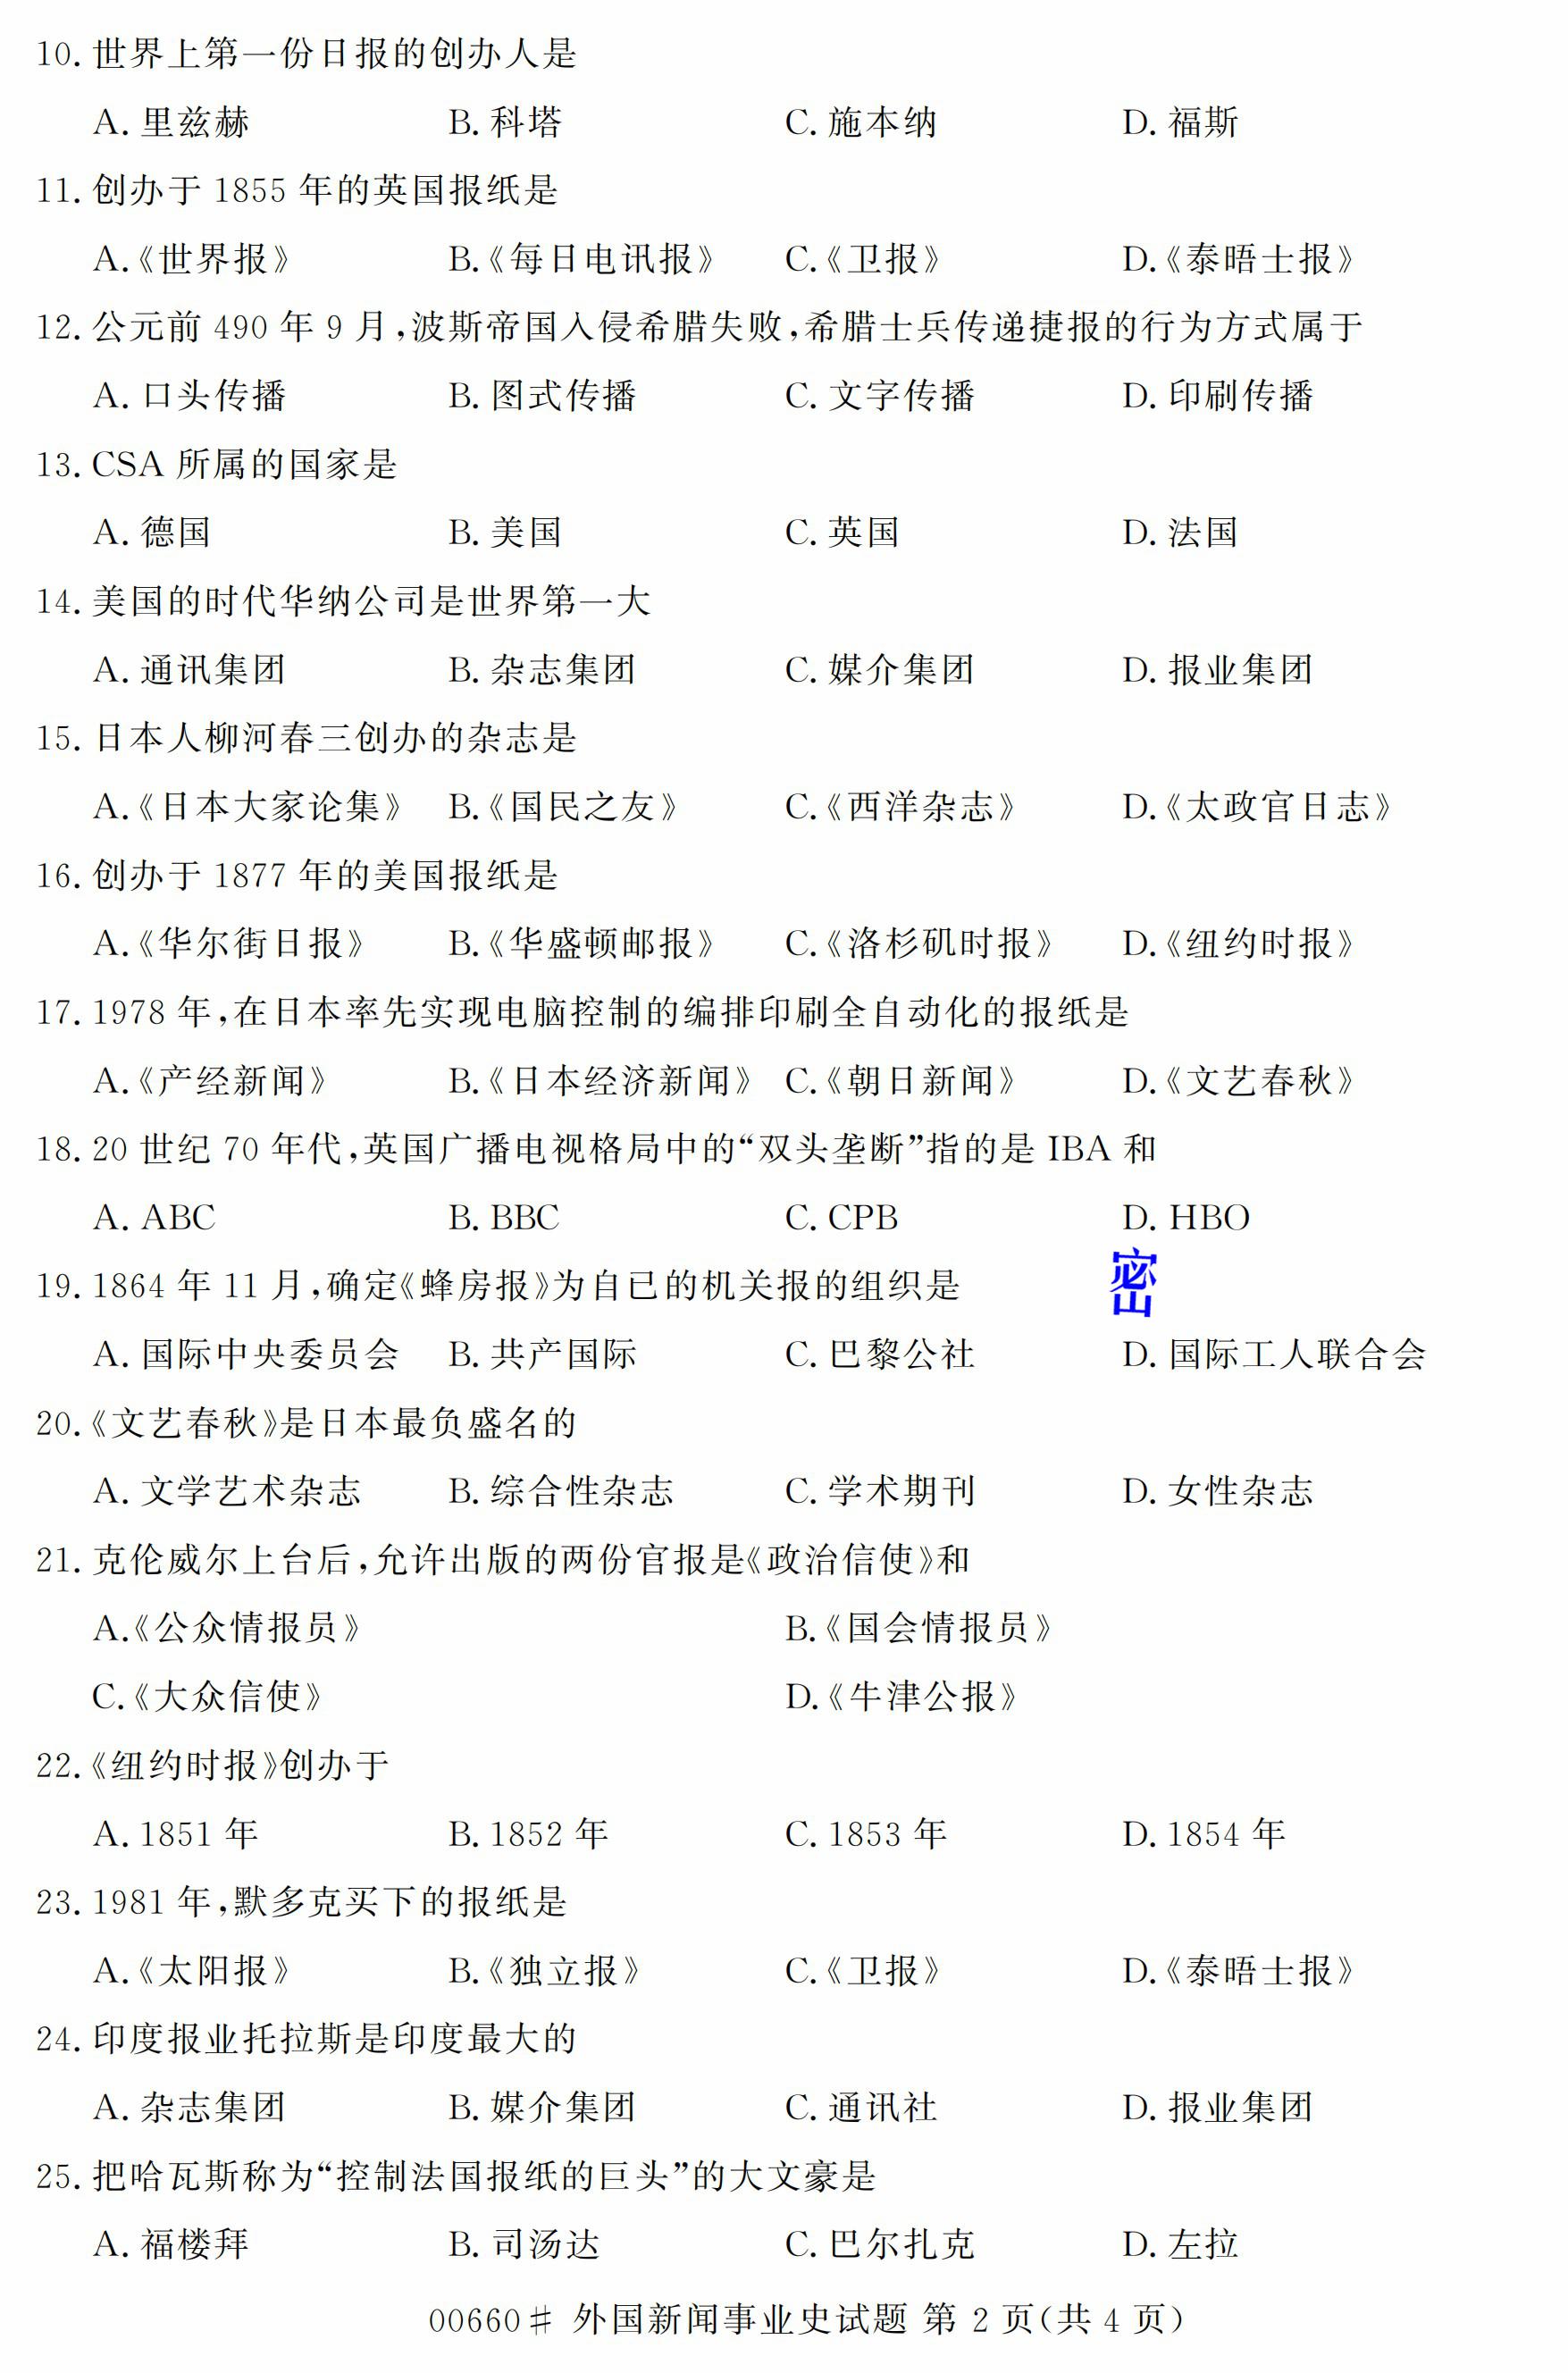 10. 世界上第一份日报的创办人是
A. 里兹赫 B. 科塔 C. 施本纳 D. 福斯
11. 创办于 1855 年的英国报纸是
A.《世界报》 B.《每日电讯报》 C.《卫报》 D.《泰晤士报》
12. 公元前 490 年 9 月,波斯帝国入侵希腊失败,希腊士兵传递捷报的行为方式属于
A. 口头传播 B. 图式传播 C. 文字传播 D. 印刷传播
13. CSA 所属的国家是
A. 德国 B. 美国 C. 英国 D. 法国
14. 美国的时代华纳公司是世界第一大
A. 通讯集团 B. 杂志集团 C. 媒介集团 D. 报业集团
15. 日本人柳河春三创办的杂志是
A.《日本大家论集》 B.《国民之友》 C.《西洋杂志》 D.《太政官日志》
16. 创办于 1877 年的美国报纸是
A.《华尔街日报》 B.《华盛顿邮报》 C.《洛杉矶时报》 D.《纽约时报》
17. 1978 年,在日本率先实现电脑控制的编排印刷全自动化的报纸是
A.《产经新闻》 B.《日本经济新闻》 C.《朝日新闻》 D.《文艺春秋》
18. 20 世纪 70 年代,英国广播电视格局中的“双头垄断”指的是 IBA 和
A. ABC B. BBC C. CPB D. HBO
密
19. 1864 年 11 月,确定《蜂房报》为自已的机关报的组织是
A. 国际中央委员会 B. 共产国际 C. 巴黎公社 D. 国际工人联合会
20.《文艺春秋》是日本最负盛名的
A. 文学艺术杂志 B. 综合性杂志 C. 学术期刊 D. 女性杂志
21. 克伦威尔上台后,允许出版的两份官报是《政治信使》和
A.《公众情报员》 B.《国会情报员》
C.《大众信使》 D.《牛津公报》
22.《纽约时报》创办于
A. 1851 年 B. 1852 年 C. 1853 年 D. 1854 年
23. 1981 年,默多克买下的报纸是
A.《太阳报》 B.《独立报》 C.《卫报》 D.《泰晤士报》
24. 印度报业托拉斯是印度最大的
A. 杂志集团 B. 媒介集团 C. 通讯社 D. 报业集团
25. 把哈瓦斯称为“控制法国报纸的巨头”的大文豪是
A. 福楼拜 B. 司汤达 C. 巴尔扎克 D. 左拉
00660# 外国新闻事业史试题 第 2 页(共 4 页)